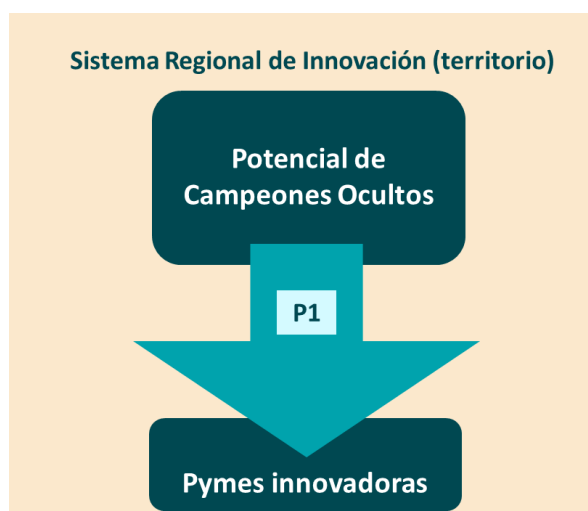 Sistema Regional de Innovación (territorio)
Potencial de
Campeones Ocultos
P1
Pymes innovadoras